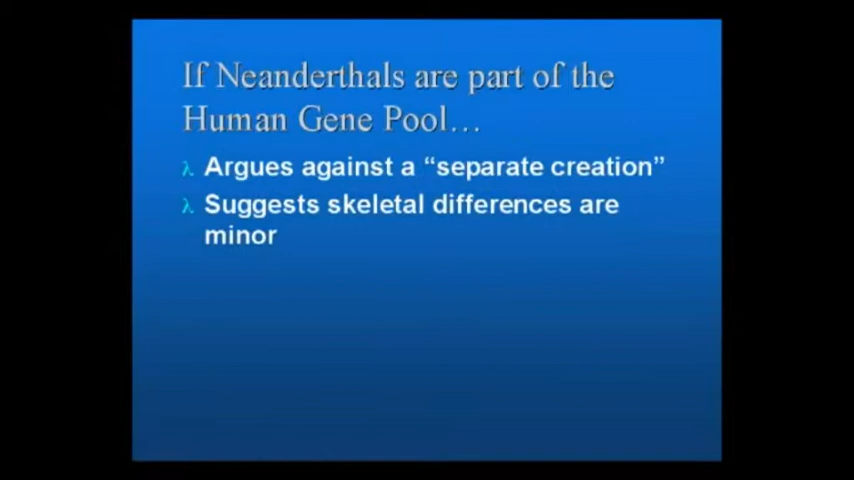 If Neanderthals are part of the
Human Gene Pool…
λ Argues against a “separate creation”
λ Suggests skeletal differences are
minor